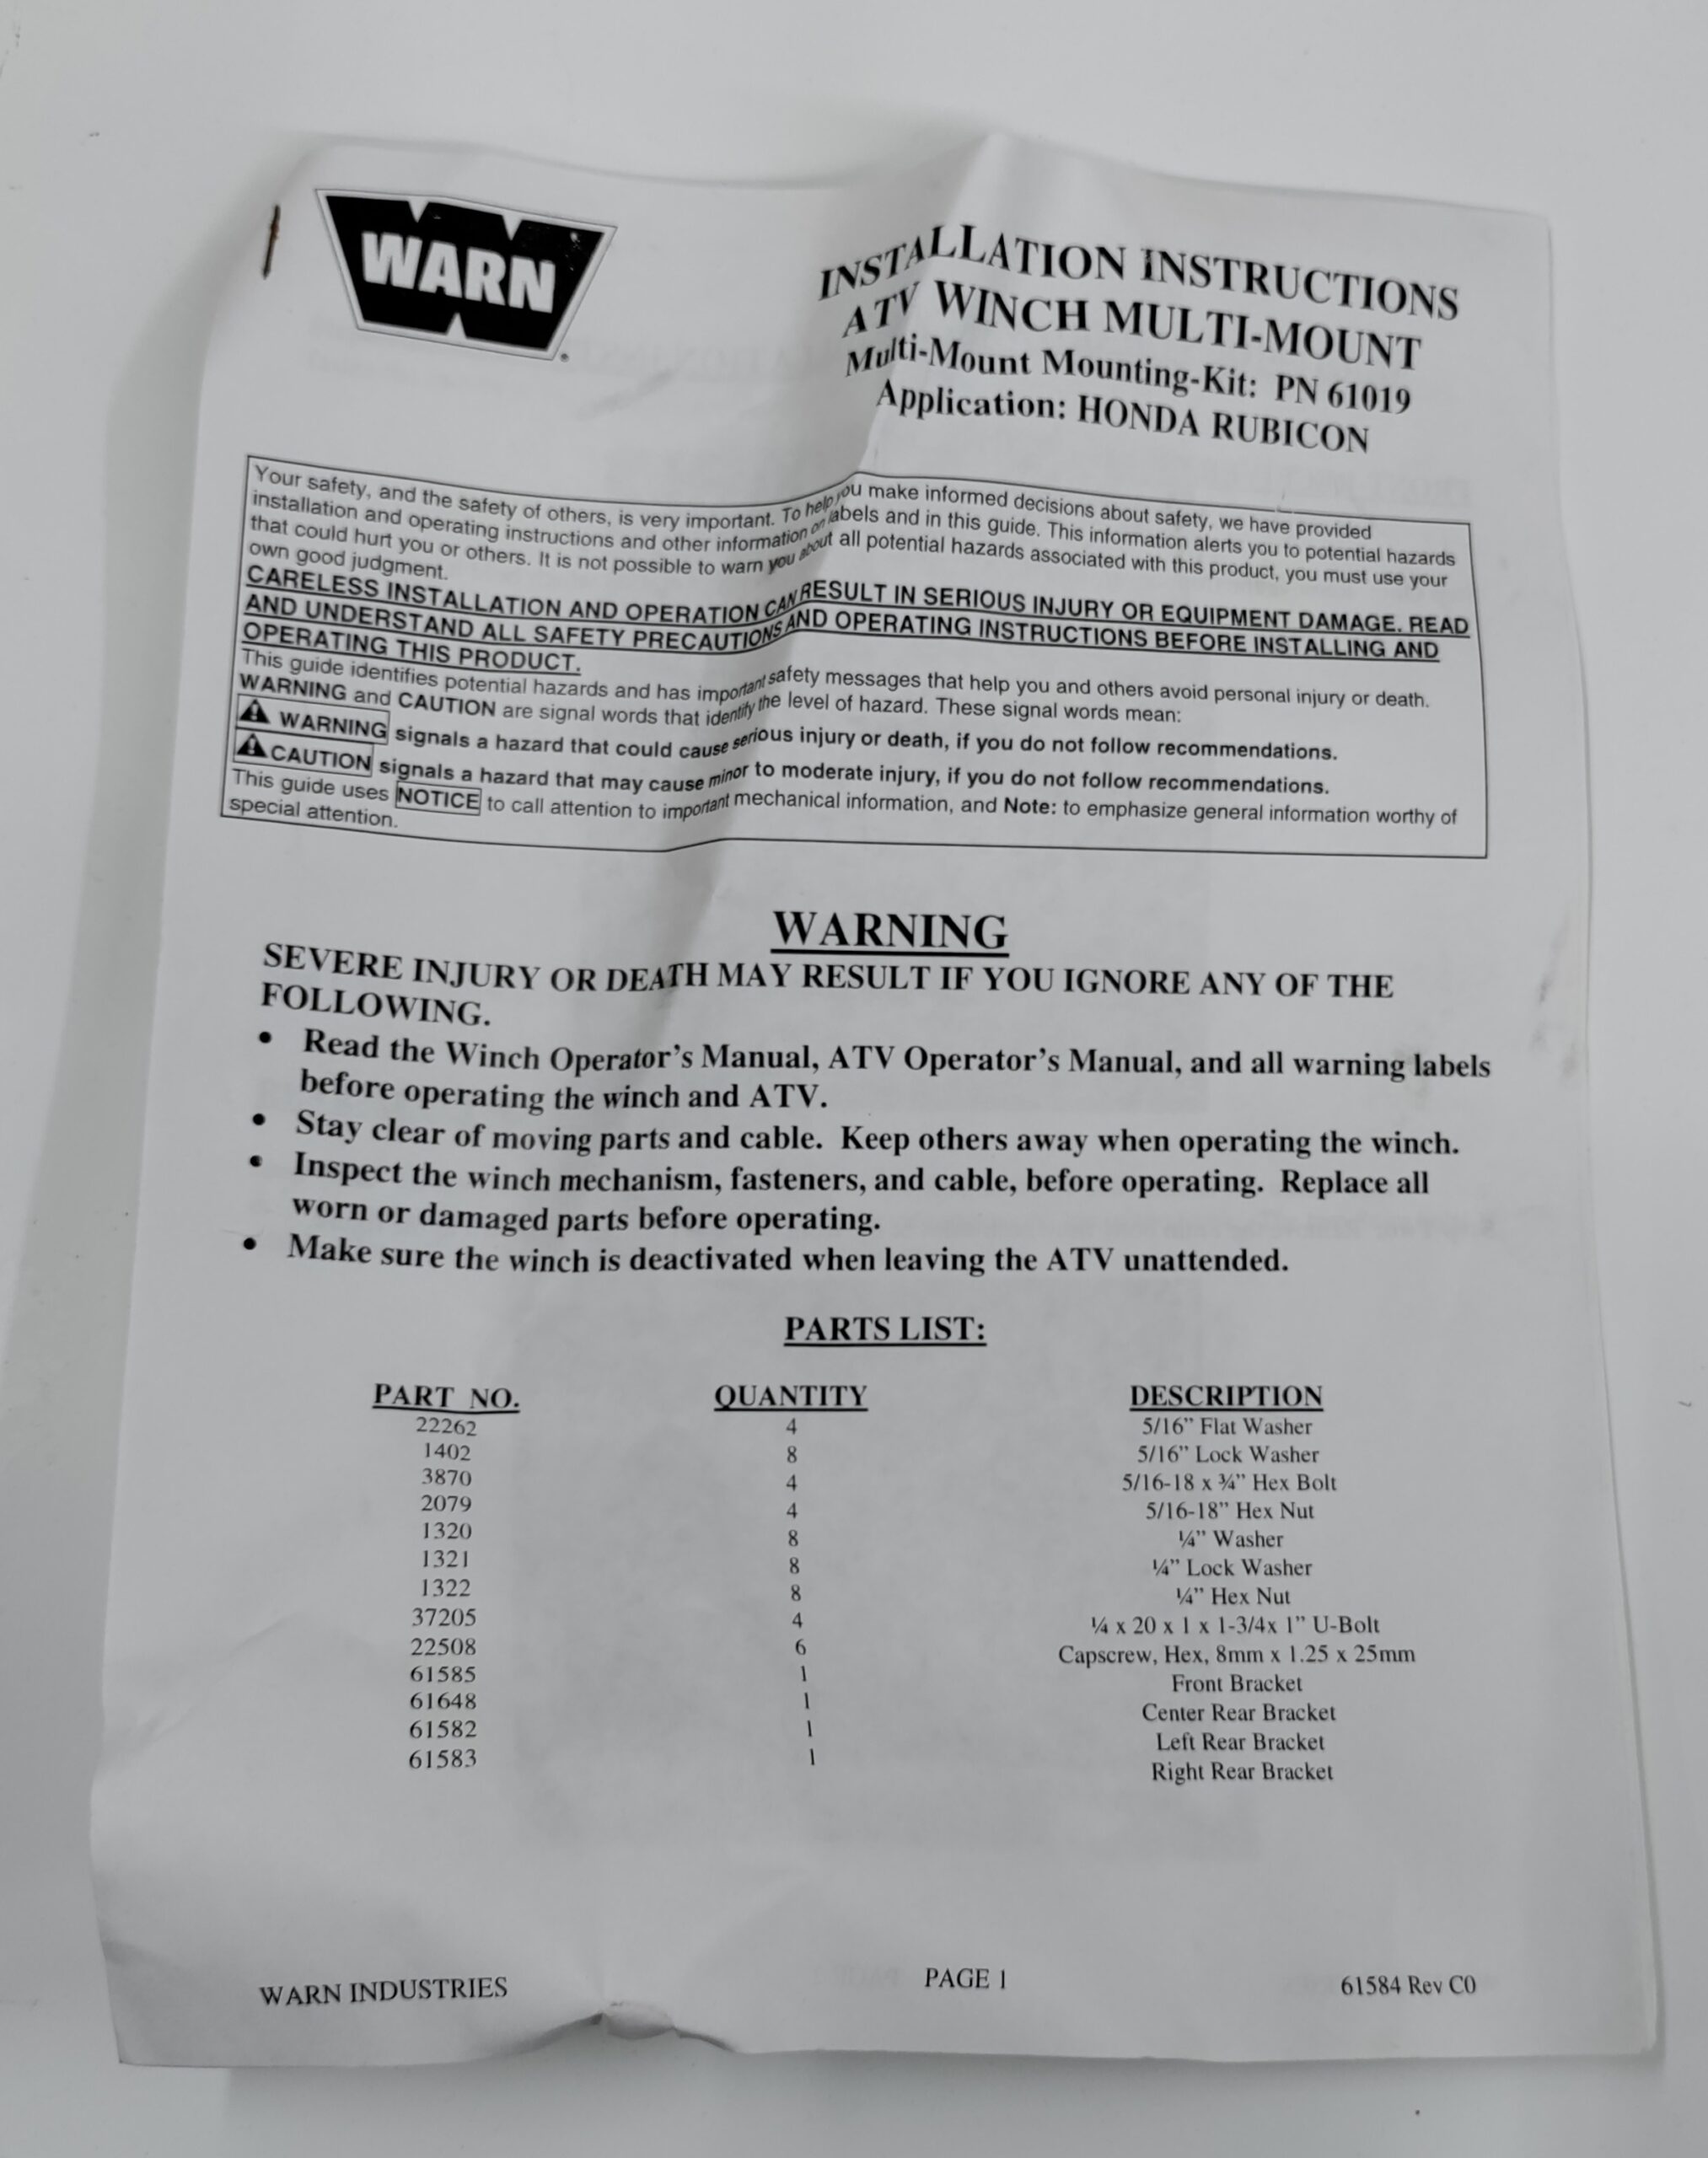 WARN
INSTALLATION INSTRUCTIONS
ATV WINCH MULTI-MOUNT
Multi-Mount Mounting-Kit: PN 61019
Application: HONDA RUBICON
Your safety, and the safety of others, is very important. To help you make informed decisions about safety, we have provided
installation and operating instructions and other information on labels and in this guide. This information alerts you to potential hazards
that could hurt you or others. It is not possible to warn you about all potential hazards associated with this product, you must use your
own good judgment.
CARELESS INSTALLATION AND OPERATION CAN RESULT IN SERIOUS INJURY OR EQUIPMENT DAMAGE. READ
AND UNDERSTAND ALL SAFETY PRECAUTIONS AND OPERATING INSTRUCTIONS BEFORE INSTALLING AND
OPERATING THIS PRODUCT.
This guide identifies potential hazards and has important safety messages that help you and others avoid personal injury or death.
WARNING and CAUTION are signal words that identify the level of hazard. These signal words mean:
WARNING signals a hazard that could cause serious injury or death, if you do not follow recommendations.
CAUTION signals a hazard that may cause minor to moderate injury, if you do not follow recommendations.
This guide uses NOTICE to call attention to important mechanical information, and Note: to emphasize general information worthy of
special attention.
WARNING
SEVERE INJURY OR DEATH MAY RESULT IF YOU IGNORE ANY OF THE
FOLLOWING.
• Read the Winch Operator's Manual, ATV Operator's Manual, and all warning labels
before operating the winch and ATV.
• Stay clear of moving parts and cable. Keep others away when operating the winch.
• Inspect the winch mechanism, fasteners, and cable, before operating. Replace all
worn or damaged parts before operating.
• Make sure the winch is deactivated when leaving the ATV unattended.
PARTS LIST:
PART NO. QUANTITY DESCRIPTION
22262 4 5/16" Flat Washer
1402 8 5/16" Lock Washer
3870 4 5/16-18 x ¾" Hex Bolt
2079 4 5/16-18" Hex Nut
1320 8 ¼" Washer
1321 8 ¼" Lock Washer
1322 8 ¼" Hex Nut
37205 4 ¼ x 20 x 1 x 1-3/4x 1" U-Bolt
22508 6 Capscrew, Hex, 8mm x 1.25 x 25mm
61585 1 Front Bracket
61648 1 Center Rear Bracket
61582 1 Left Rear Bracket
61583 1 Right Rear Bracket
WARN INDUSTRIES PAGE 1 61584 Rev C0